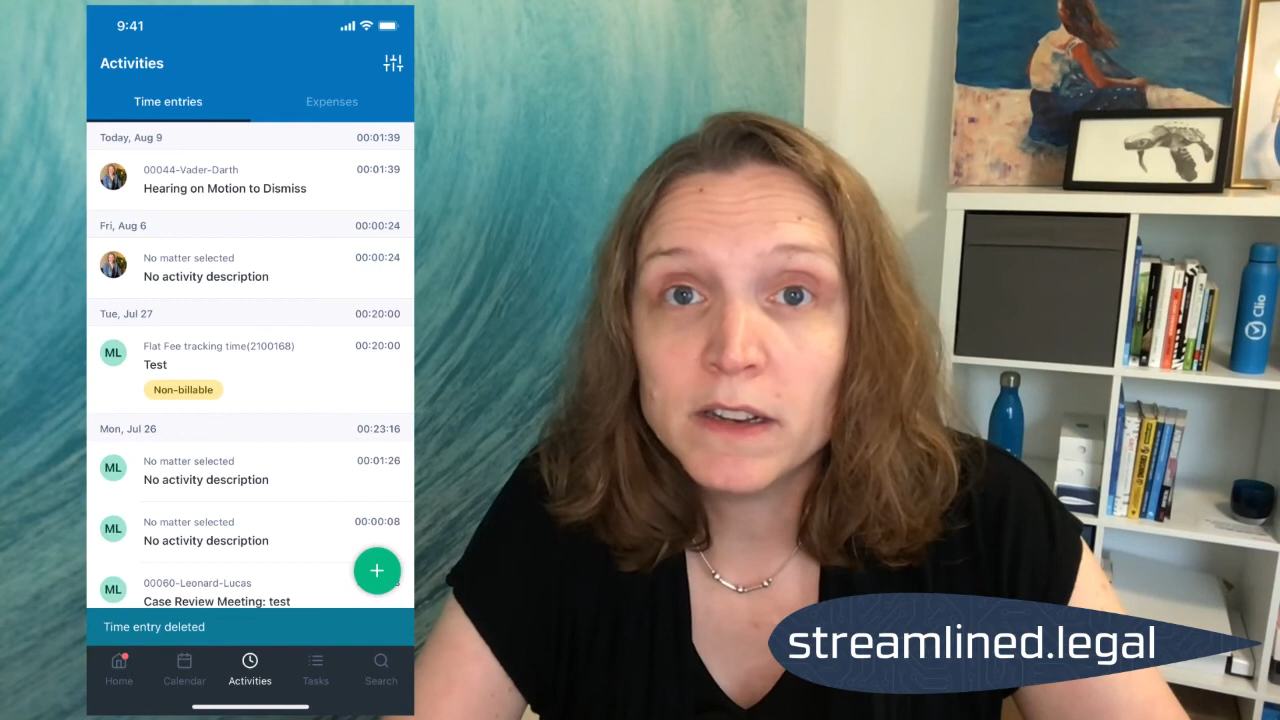 9:41
Activities
Time entries Expenses
Today, Aug 9 00:01:39
00044-Vader-Darth 00:01:39
Hearing on Motion to Dismiss
Fri, Aug 6 00:00:24
No matter selected 00:00:24
No activity description
Tue, Jul 27 00:20:00
ML
Flat Fee tracking time(2100168) 00:20:00
Test
Non-billable
Mon, Jul 26 00:23:16
ML
No matter selected 00:01:26
No activity description
ML
No matter selected 00:00:08
No activity description
ML
00060-Leonard-Lucas
Case Review Meeting: test
Time entry deleted
Home Calendar Activities Tasks Search
Clio
streamlined.legal